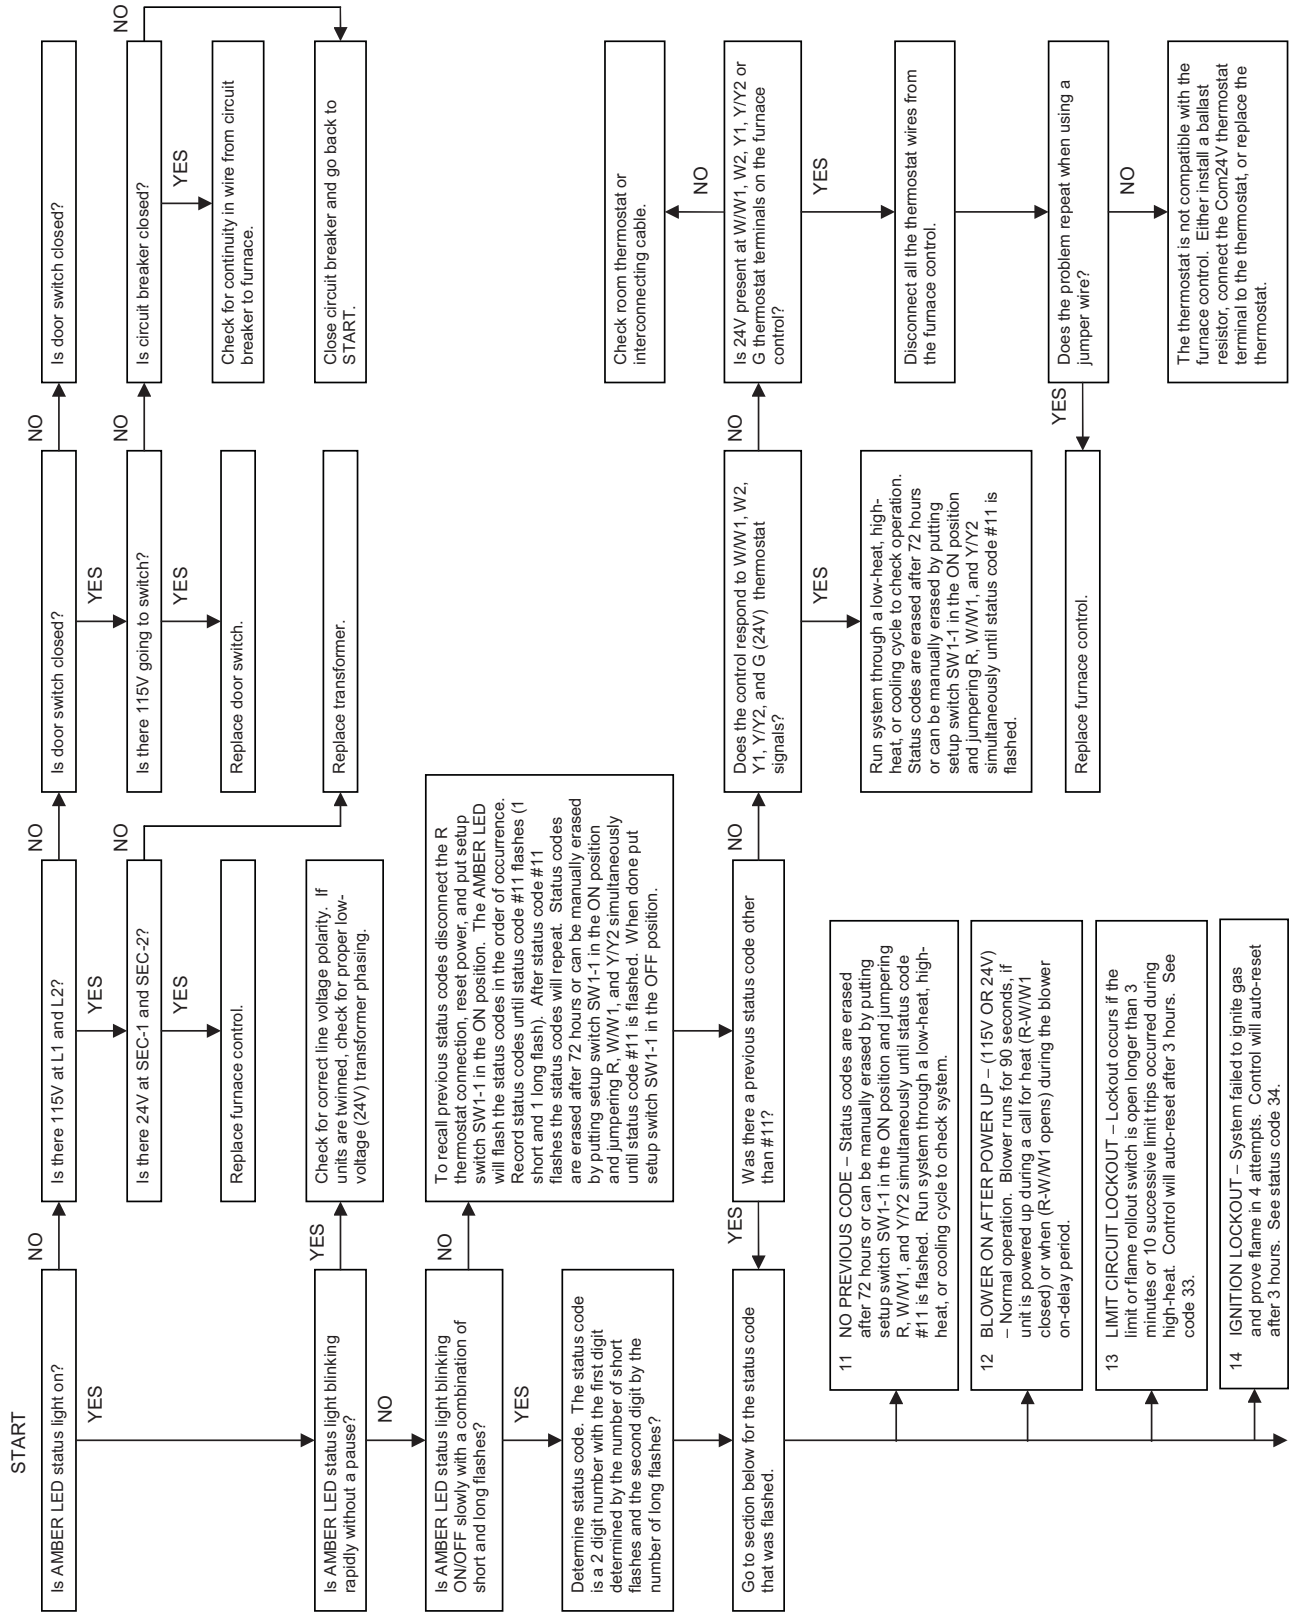 START
Is AMBER LED status light on?
NO
YES
Is there 115V at L1 and L2?
NO
YES
Is door switch closed?
NO
YES
Is door switch closed?
Is there 24V at SEC-1 and SEC-2?
NO
YES
Is there 115V going to switch?
NO
YES
Is circuit breaker closed?
NO
YES
Replace furnace control.
Replace door switch.
Check for continuity in wire from circuit
breaker to furnace.
Is AMBER LED status light blinking
rapidly without a pause?
YES
NO
Check for correct line voltage polarity. If
units are twinned, check for proper low-
voltage (24V) transformer phasing.
Replace transformer.
Close circuit breaker and go back to
START.
Is AMBER LED status light blinking
ON/OFF slowly with a combination of
short and long flashes?
NO
YES
To recall previous status codes disconnect the R
thermostat connection, reset power, and put setup
switch SW1-1 in the ON position. The AMBER LED
will flash the status codes in the order of occurrence.
Record status codes until status code #11 flashes (1
short and 1 long flash). After status code #11
flashes the status codes will repeat. Status codes
are erased after 72 hours or can be manually erased
by putting setup switch SW1-1 in the ON position
and jumpering R, WW1, and Y/Y2 simultaneously
until status code #11 is flashed. When done put
setup switch SW1-1 in the OFF position.
Determine status code. The status code
is a 2 digit number with the first digit
determined by the number of short
flashes and the second digit by the
number of long flashes?
Go to section below for the status code
that was flashed.
YES
Was there a previous status code other
than #11?
NO
Does the control respond to W/W1, W2,
Y1, Y/Y2, and G (24V) thermostat
signals?
NO
YES
Is 24V present at W/W1, W2, Y1, Y/Y2 or
G thermostat terminals on the furnace
control?
NO
YES
Check room thermostat or
interconnecting cable.
Run system through a low-heat, high-
heat, or cooling cycle to check operation.
Status codes are erased after 72 hours
or can be manually erased by putting
setup switch SW1-1 in the ON position
and jumpering R, W/W1, and Y/Y2
simultaneously until status code #11 is
flashed.
Disconnect all the thermostat wires from
the furnace control.
Does the problem repeat when using a
jumper wire?
YES
NO
Replace furnace control.
The thermostat is not compatible with the
furnace control. Either install a ballast
resistor, connect the Com24V thermostat
terminal to the thermostat, or replace the
thermostat.
11 NO PREVIOUS CODE – Status codes are erased
after 72 hours or can be manually erased by putting
setup switch SW1-1 in the ON position and jumpering
R, W/W1, and Y/Y2 simultaneously until status code
#11 is flashed. Run system through a low-heat, high-
heat, or cooling cycle to check system.
12 BLOWER ON AFTER POWER UP – (115V OR 24V)
– Normal operation. Blower runs for 90 seconds, if
unit is powered up during a call for heat (R-W/W1
closed) or when (R-W/W1 opens) during the blower
on-delay period.
13 LIMIT CIRCUIT LOCKOUT – Lockout occurs if the
limit or flame rollout switch is open longer than 3
minutes or 10 successive limit trips occurred during
high-heat. Control will auto-reset after 3 hours. See
code 33.
14 IGNITION LOCKOUT – System failed to ignite gas
and prove flame in 4 attempts. Control will auto-reset
after 3 hours. See status code 34.